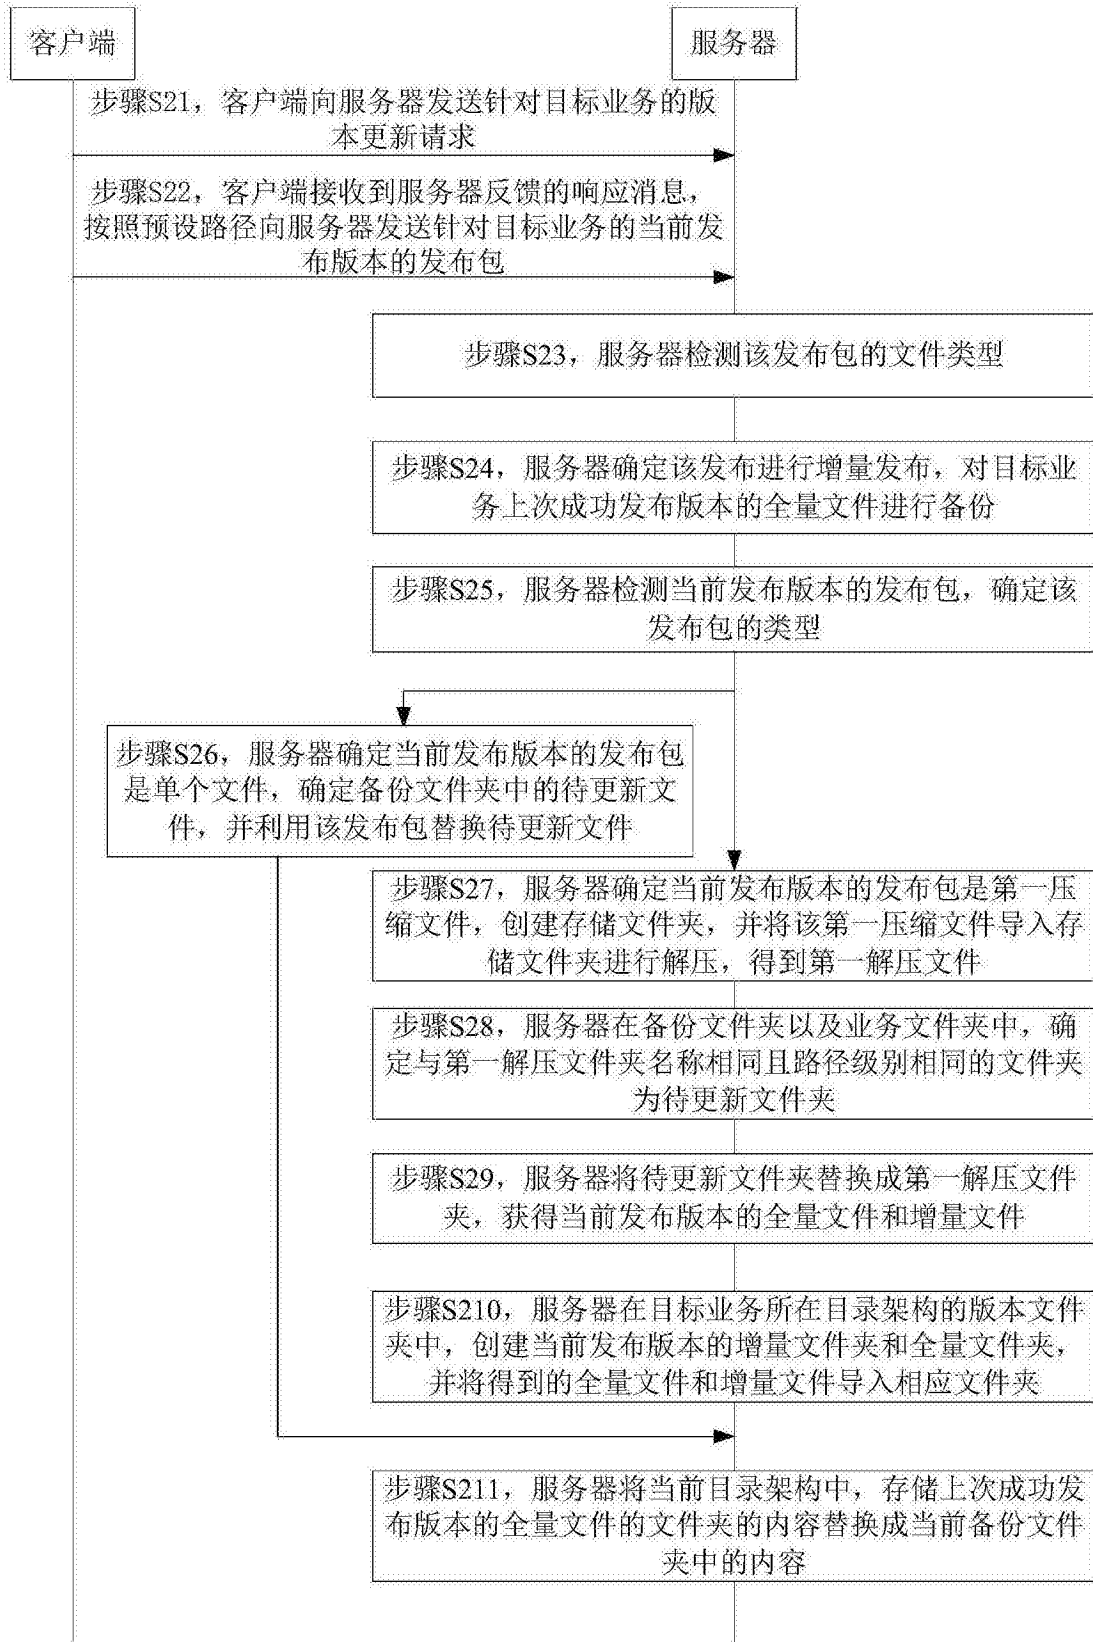 客户端
服务器
步骤S21，客户端向服务器发送针对目标业务的版
本更新请求
步骤S22，客户端接收到服务器反馈的响应消息，
按照预设路径向服务器发送针对目标业务的当前发
布版本的发布包
步骤S23，服务器检测该发布包的文件类型
步骤S24，服务器确定该发布进行增量发布，对目标业
务上次成功发布版本的全量文件进行备份
步骤S25，服务器检测当前发布版本的发布包，确定该
发布包的类型
步骤S26，服务器确定当前发布版本的发布包
是单个文件，确定备份文件夹中的待更新文
件，并利用该发布包替换待更新文件
步骤S27，服务器确定当前发布版本的发布包是第一压
缩文件，创建存储文件夹，并将该第一压缩文件导入存
储文件夹进行解压，得到第一解压文件
步骤S28，服务器在备份文件夹以及业务文件夹中，确
定与第一解压文件夹名称相同且路径级别相同的文件夹
为待更新文件夹
步骤S29，服务器将待更新文件夹替换成第一解压文件
夹，获得当前发布版本的全量文件和增量文件
步骤S210，服务器在目标业务所在目录架构的版本文件
夹中，创建当前发布版本的增量文件夹和全量文件夹，
并将得到的全量文件和增量文件导入相应文件夹
步骤S211，服务器将当前目录架构中，存储上次成功发
布版本的全量文件的文件夹的内容替换成当前备份文件
夹中的内容